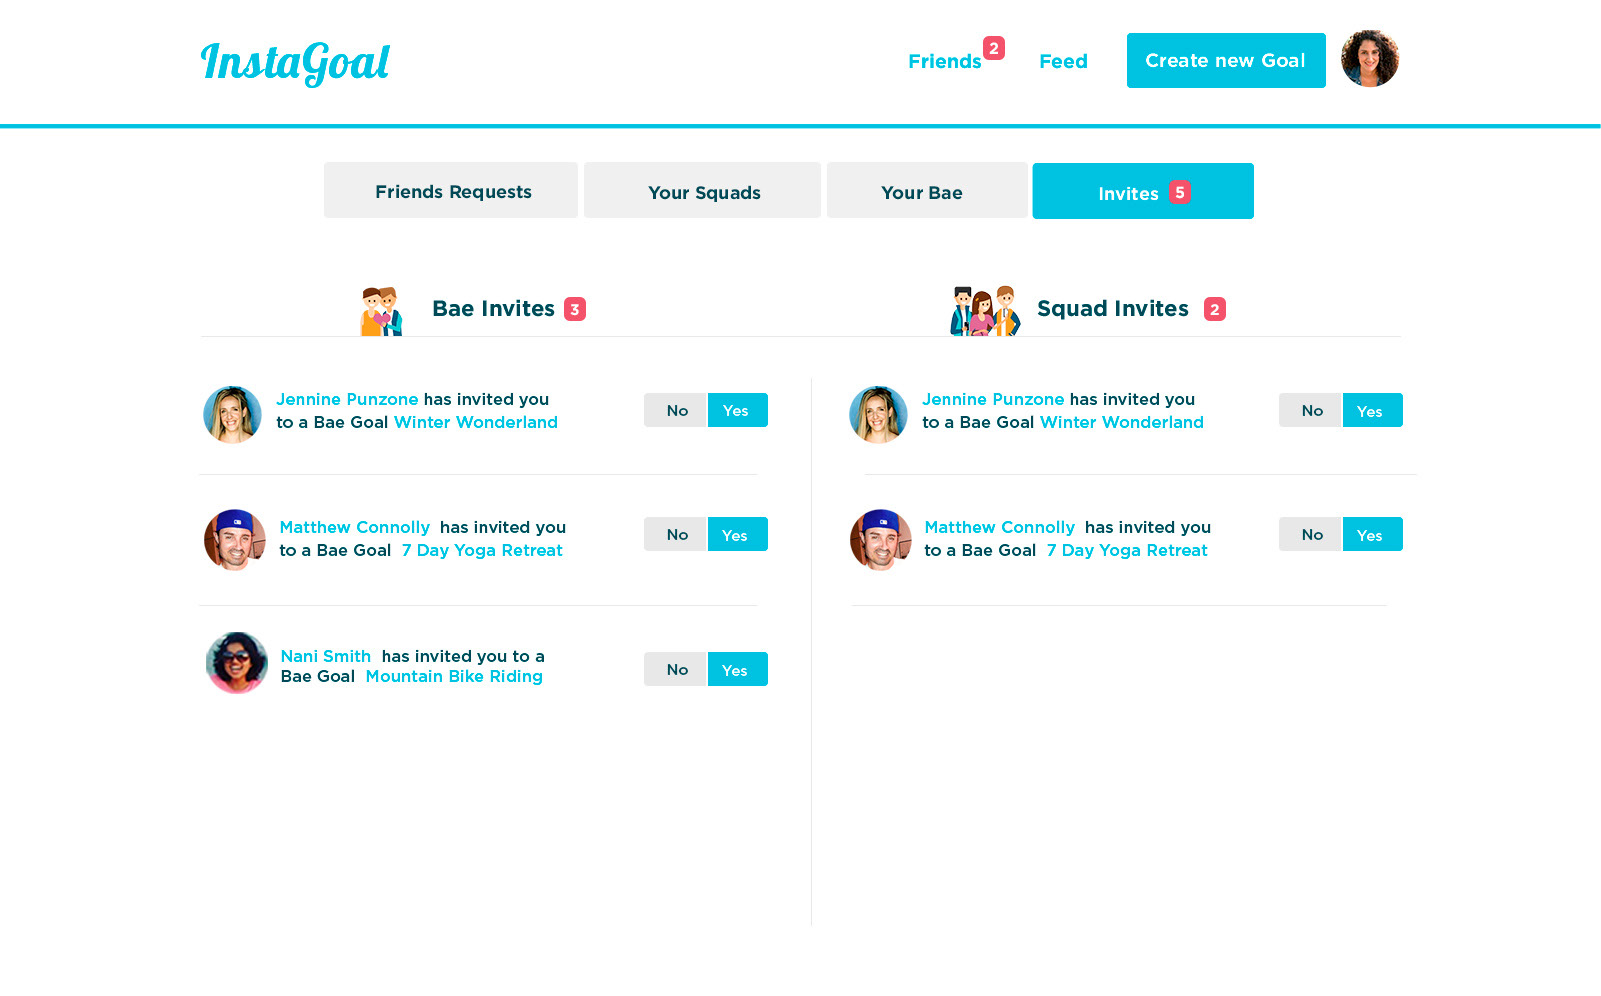 InstaGoal
Friends 2
Feed
Create new Goal
Friends Requests
Your Squads
Your Bae
Invites 5
Bae Invites 3
Squad Invites 2
Jennine Punzone has invited you
to a Bae Goal Winter Wonderland
No
Yes
Matthew Connolly has invited you
to a Bae Goal 7 Day Yoga Retreat
No
Yes
Nani Smith has invited you to a
Bae Goal Mountain Bike Riding
No
Yes
Jennine Punzone has invited you
to a Bae Goal Winter Wonderland
No
Yes
Matthew Connolly has invited you
to a Bae Goal 7 Day Yoga Retreat
No
Yes